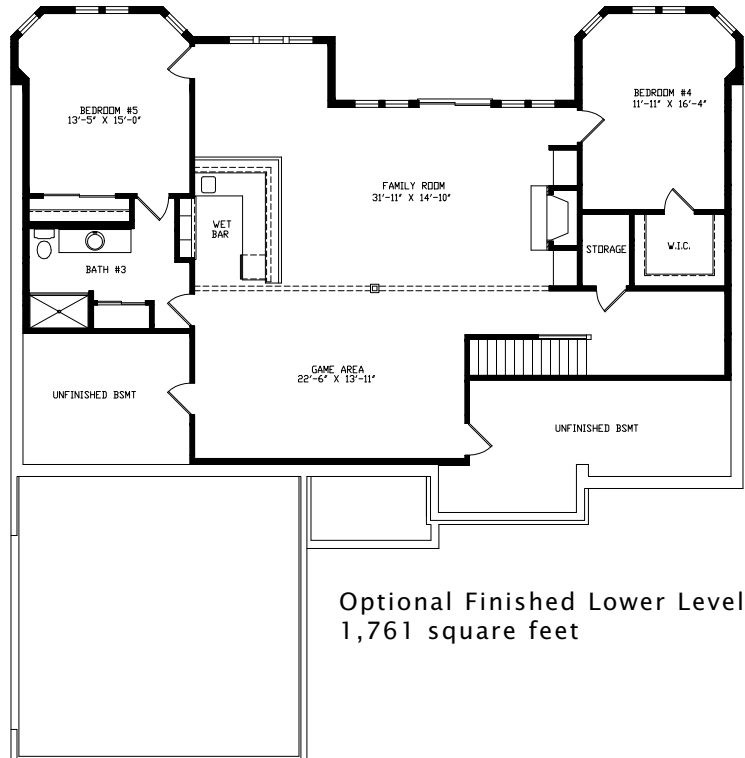 BEDROOM #5
13'-5" X 15'-0"
BEDROOM #4
11'-11" X 16'-4"
FAMILY ROOM
31'-11" X 14'-10"
WET
BAR
STORAGE
W.I.C.
BATH #3
GAME AREA
22'-6" X 13'-11"
UNFINISHED BSMT
UNFINISHED BSMT
Optional Finished Lower Level
1,761 square feet